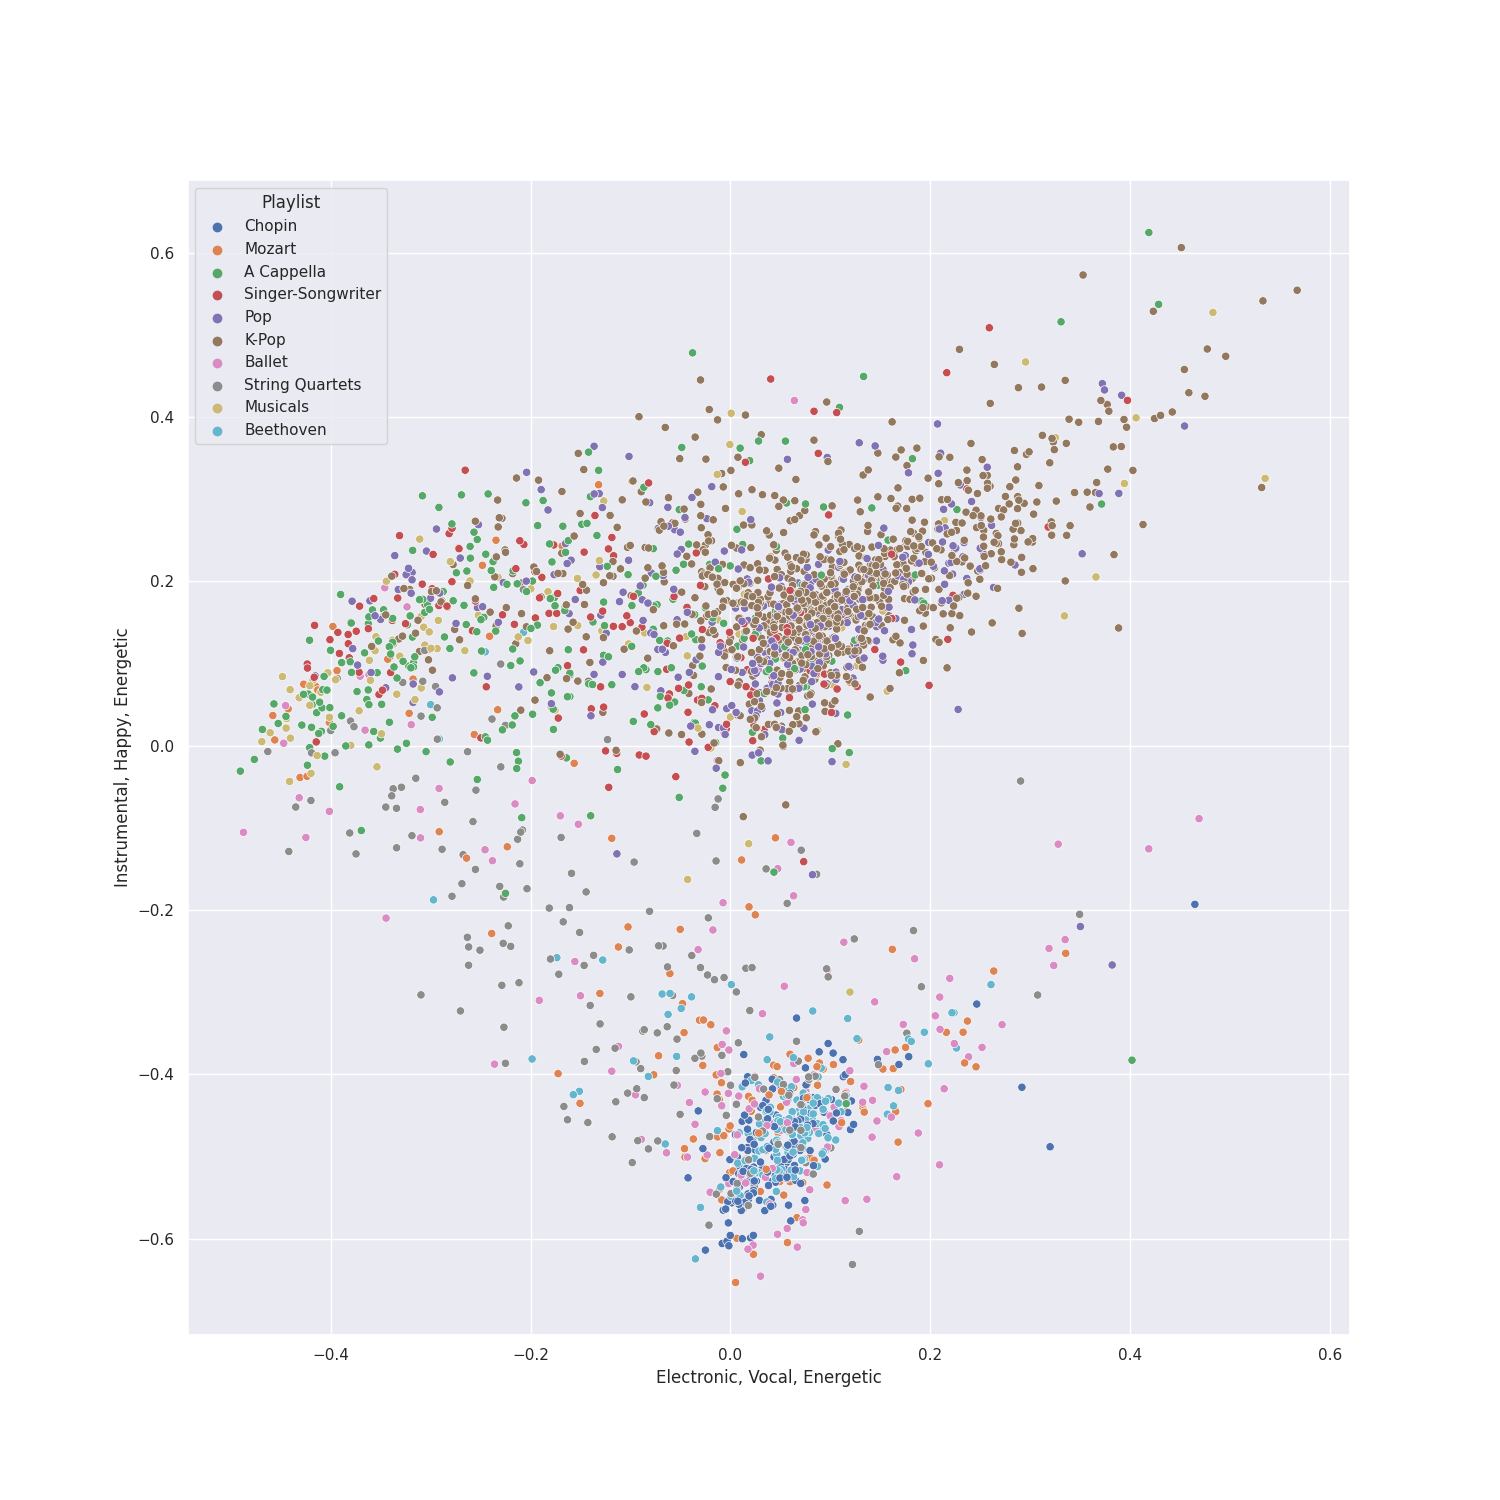 Playlist
Chopin
Mozart
A Cappella
Singer-Songwriter
Pop
K-Pop
Ballet
String Quartets
Musicals
Beethoven
Instrumental, Happy, Energetic
0.6
0.4
0.2
0.0
−0.2
−0.4
−0.6
−0.4 −0.2 0.0 0.2 0.4 0.6
Electronic, Vocal, Energetic